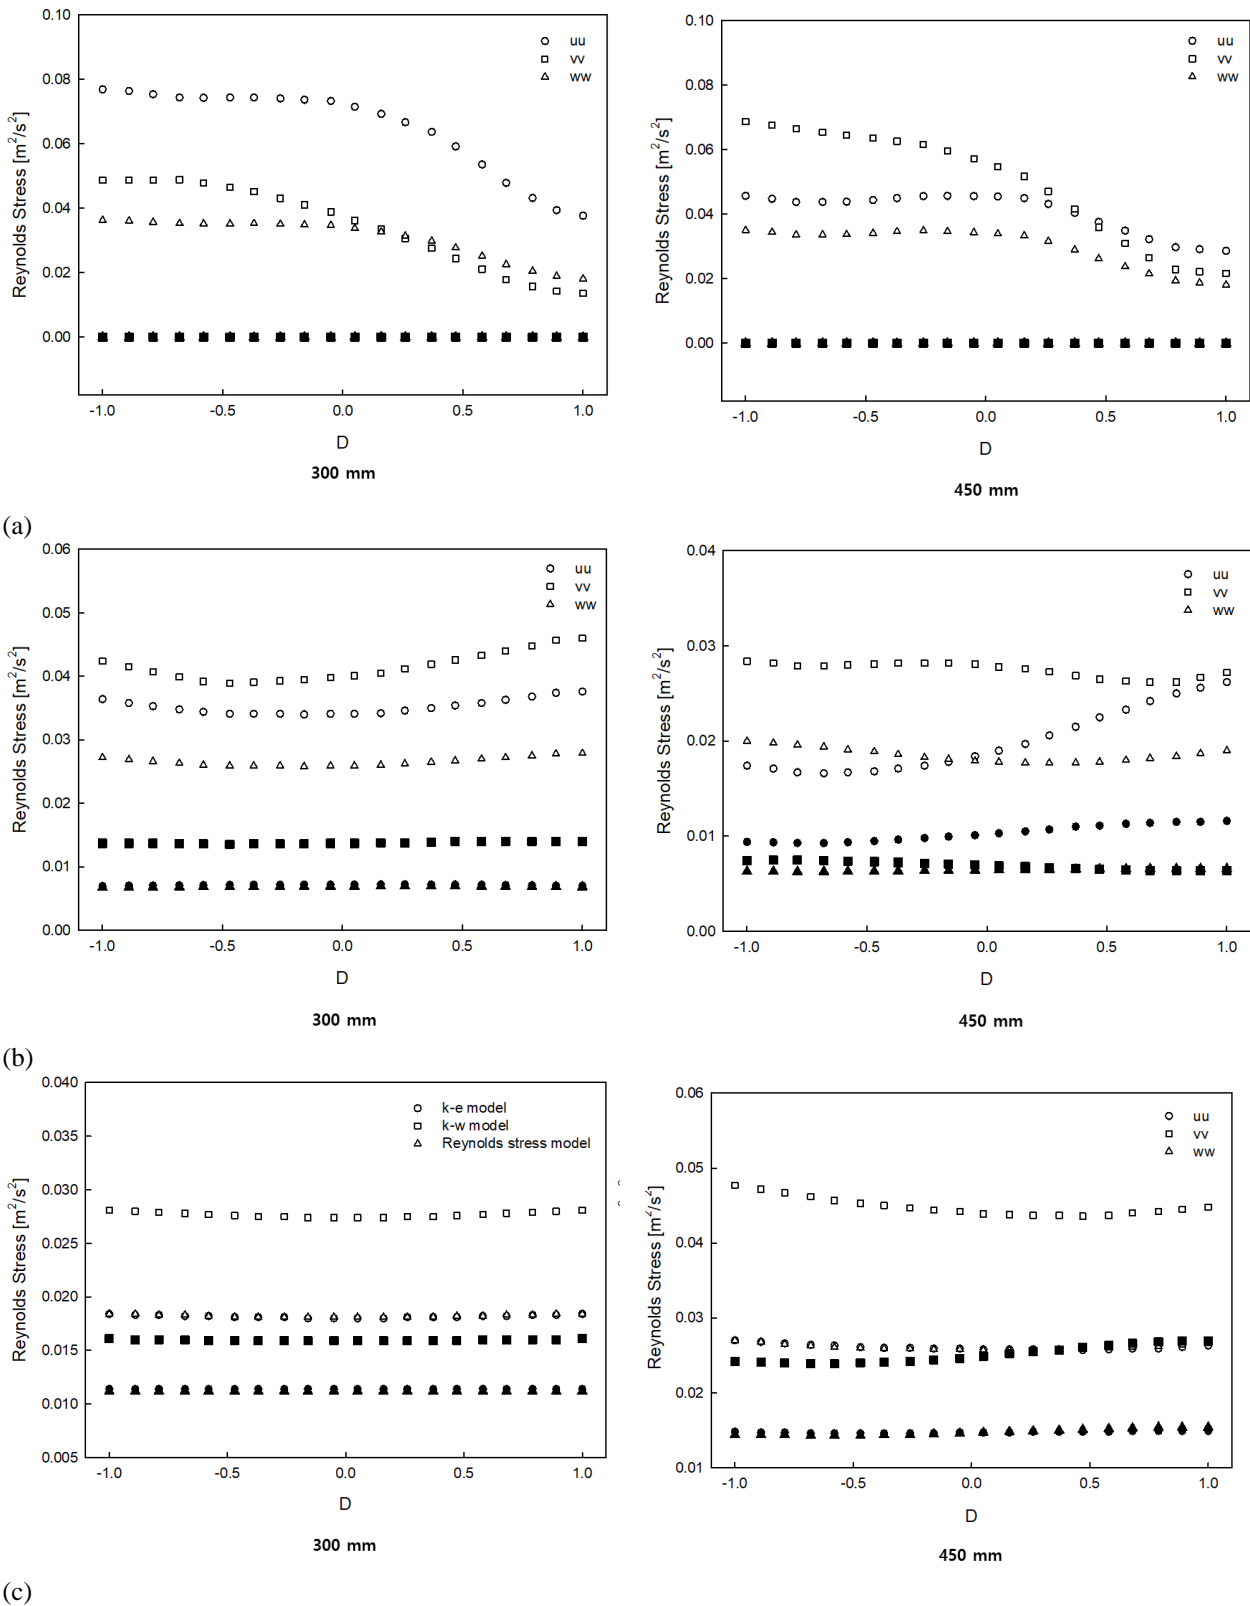 0.10
0.08
0.06
0.04
0.02
0.00
Reynolds Stress [m²/s²]
uu
vv
ww
-1.0 -0.5 0.0 0.5 1.0
D
300 mm
0.10
0.08
0.06
0.04
0.02
0.00
Reynolds Stress [m²/s²]
uu
vv
ww
-1.0 -0.5 0.0 0.5 1.0
D
450 mm
(a)
0.06
0.05
0.04
0.03
0.02
0.01
0.00
Reynolds Stress [m²/s²]
uu
vv
ww
-1.0 -0.5 0.0 0.5 1.0
D
300 mm
0.04
0.03
0.02
0.01
0.00
Reynolds Stress [m²/s²]
uu
vv
ww
-1.0 -0.5 0.0 0.5 1.0
D
450 mm
(b)
0.040
0.035
0.030
0.025
0.020
0.015
0.010
0.005
Reynolds Stress [m²/s²]
k-e model
k-w model
Reynolds stress model
-1.0 -0.5 0.0 0.5 1.0
D
300 mm
0.06
0.05
0.04
0.03
0.02
0.01
Reynolds Stress [m²/s²]
uu
vv
ww
-1.0 -0.5 0.0 0.5 1.0
D
450 mm
(c)